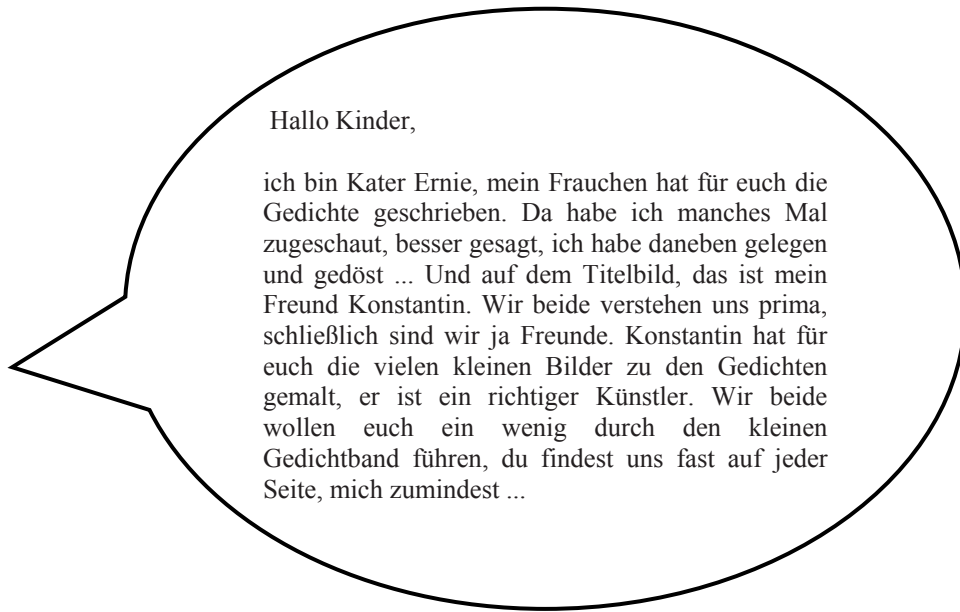 Hallo Kinder,
ich bin Kater Ernie, mein Frauchen hat für euch die
Gedichte geschrieben. Da habe ich manches Mal
zugeschaut, besser gesagt, ich habe daneben gelegen
und gedöst ... Und auf dem Titelbild, das ist mein
Freund Konstantin. Wir beide verstehen uns prima,
schließlich sind wir ja Freunde. Konstantin hat für
euch die vielen kleinen Bilder zu den Gedichten
gemalt, er ist ein richtiger Künstler. Wir beide
wollen euch ein wenig durch den kleinen
Gedichtband führen, du findest uns fast auf jeder
Seite, mich zumindest ...